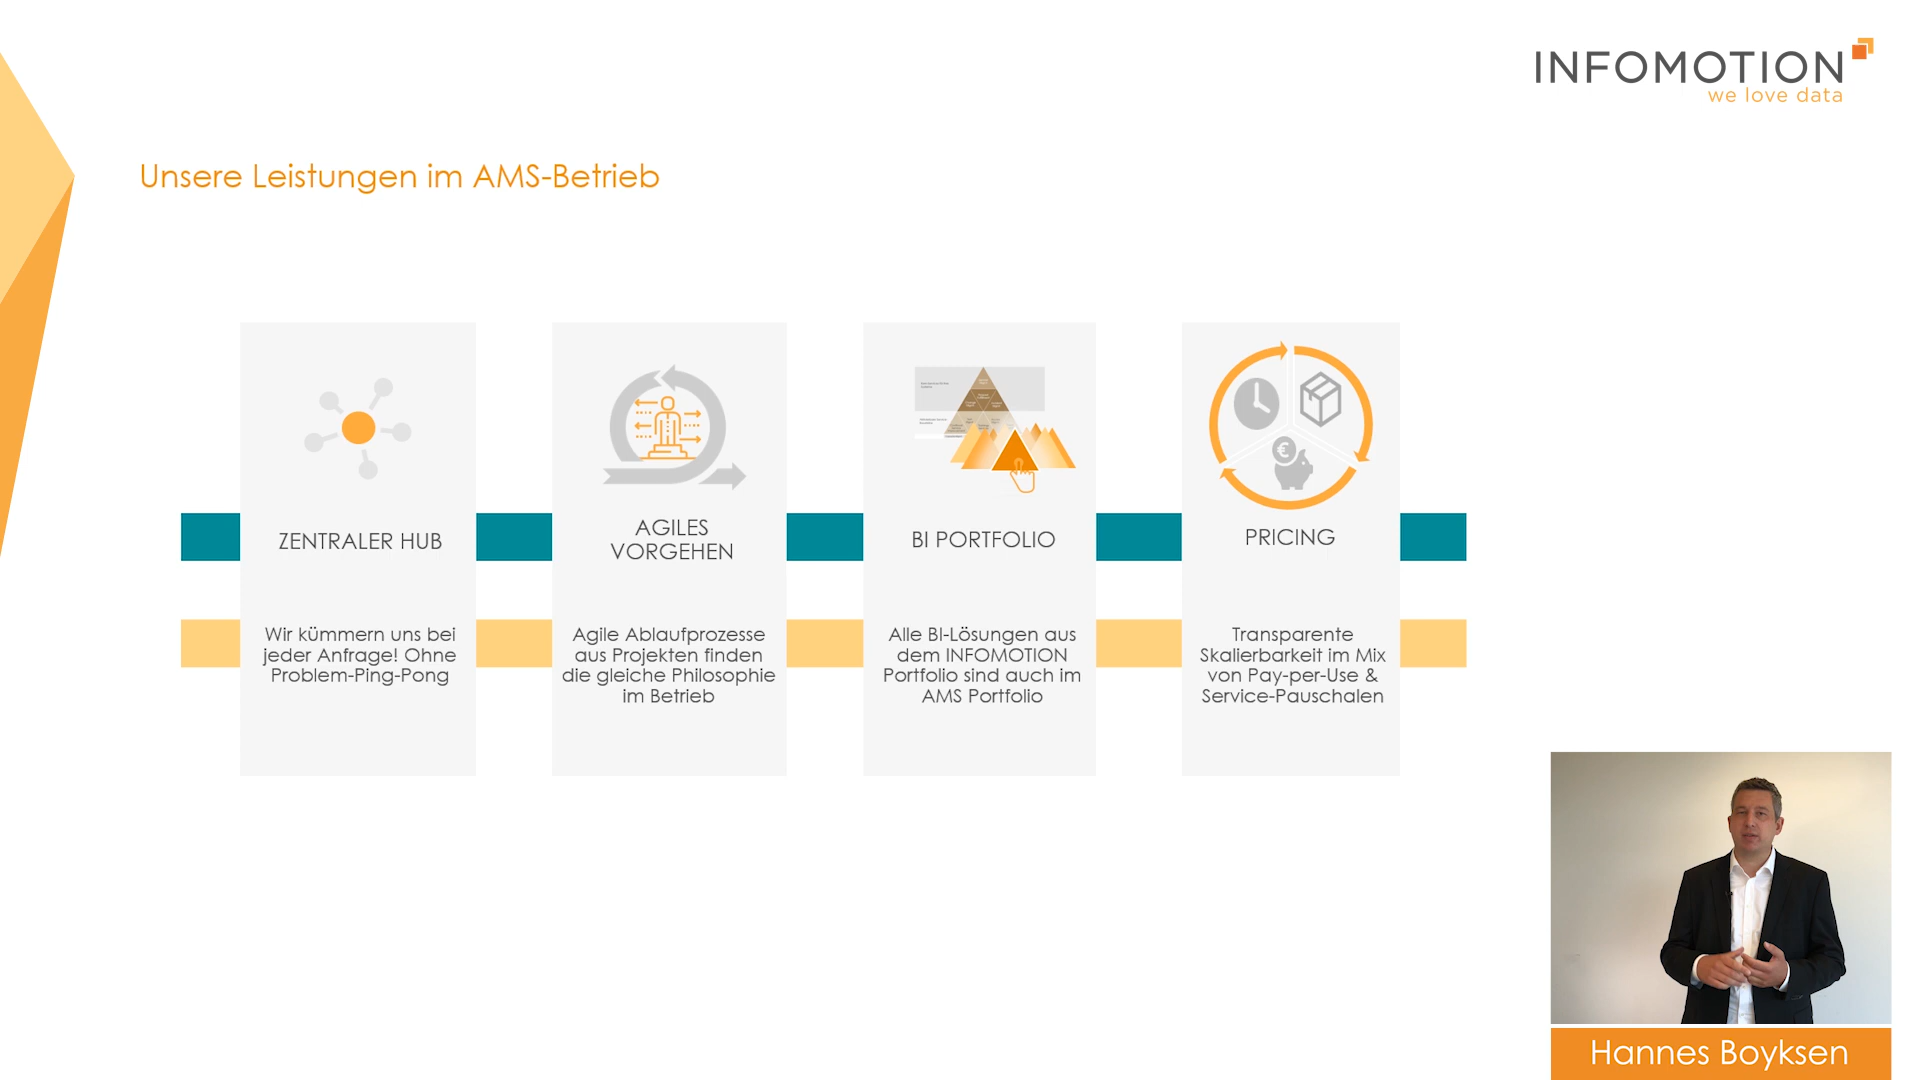 INFOMOTION
we love data
Unsere Leistungen im AMS-Betrieb
ZENTRALER HUB
Wir kümmern uns bei
jeder Anfrage! Ohne
Problem-Ping-Pong
AGILES
VORGEHEN
Agile Ablaufprozesse
aus Projekten finden
die gleiche Philosophie
im Betrieb
BI PORTFOLIO
Alle BI-Lösungen aus
dem INFOMOTION
Portfolio sind auch im
AMS Portfolio
PRICING
Transparente
Skalierbarkeit im Mix
von Pay-per-Use &
Service-Pauschalen
Hannes Boyksen